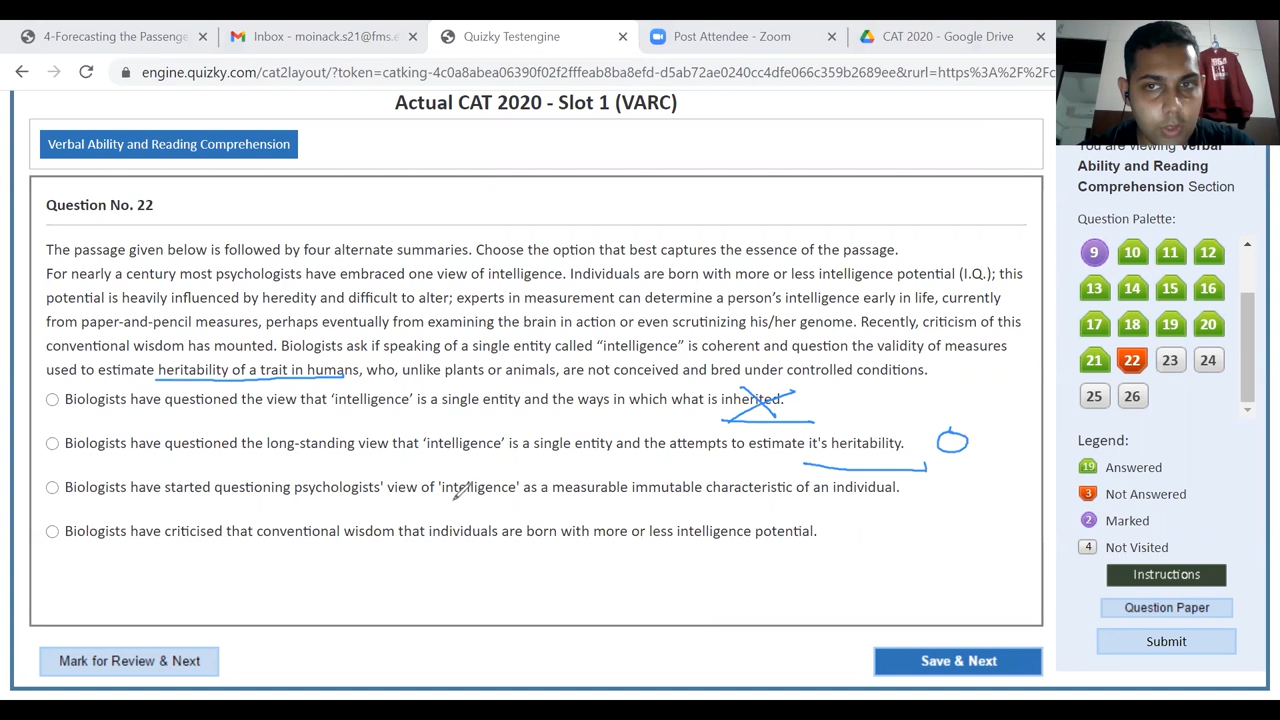 4-Forecasting the Passenge
Inbox - moinack.s21@fms.e
Quizky Testengine
Post Attendee - Zoom
CAT 2020 - Google Drive
engine.quizky.com/cat2layout/?token=catking-4c0a8abea06390f02f2fffeab8ba8efd-d5ab72ae0240cc4dfe066c359b2689ee&rurl=https%3A%2F%2Fc
Actual CAT 2020 - Slot 1 (VARC)
Verbal Ability and Reading Comprehension
Question No. 22
The passage given below is followed by four alternate summaries. Choose the option that best captures the essence of the passage.
For nearly a century most psychologists have embraced one view of intelligence. Individuals are born with more or less intelligence potential (I.Q.); this
potential is heavily influenced by heredity and difficult to alter; experts in measurement can determine a person's intelligence early in life, currently
from paper-and-pencil measures, perhaps eventually from examining the brain in action or even scrutinizing his/her genome. Recently, criticism of this
conventional wisdom has mounted. Biologists ask if speaking of a single entity called “intelligence” is coherent and question the validity of measures
used to estimate heritability of a trait in humans, who, unlike plants or animals, are not conceived and bred under controlled conditions.
Biologists have questioned the view that ‘intelligence’ is a single entity and the ways in which what is inherited.
Biologists have questioned the long-standing view that ‘intelligence’ is a single entity and the attempts to estimate it's heritability.
Biologists have started questioning psychologists' view of 'intelligence' as a measurable immutable characteristic of an individual.
Biologists have criticised that conventional wisdom that individuals are born with more or less intelligence potential.
Mark for Review & Next
Save & Next
You are viewing Verbal
Ability and Reading
Comprehension Section
Question Palette:
9 10 11 12
13 14 15 16
17 18 19 20
21 22 23 24
25 26
Legend:
19 Answered
3 Not Answered
2 Marked
4 Not Visited
Instructions
Question Paper
Submit